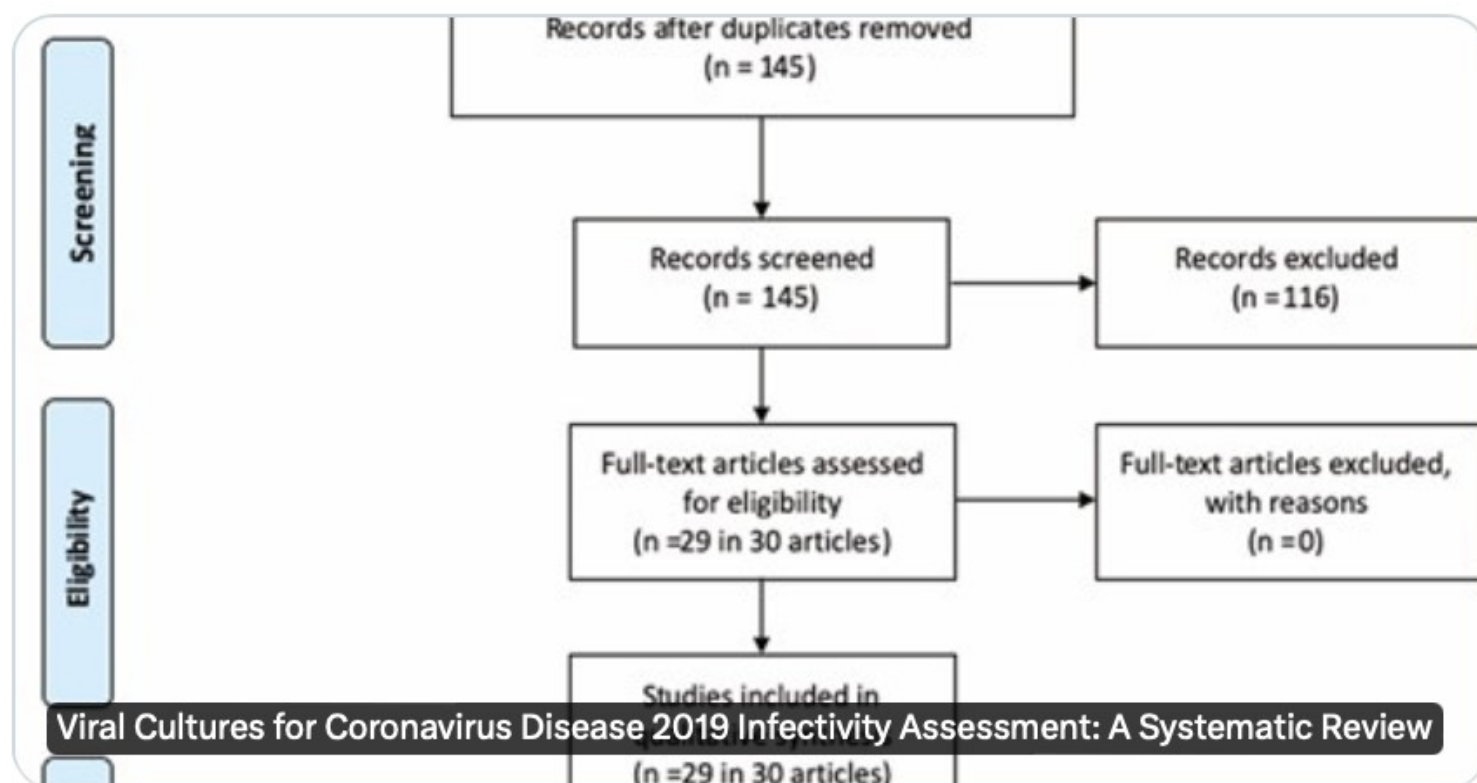 Records after duplicates removed
(n = 145)
Screening
Records screened
(n = 145)
Records excluded
(n =116)
Eligibility
Full-text articles assessed
for eligibility
(n =29 in 30 articles)
Full-text articles excluded,
with reasons
(n =0)
Studies included in
Viral Cultures for Coronavirus Disease 2019 Infectivity Assessment: A Systematic Review
(n =29 in 30 articles)